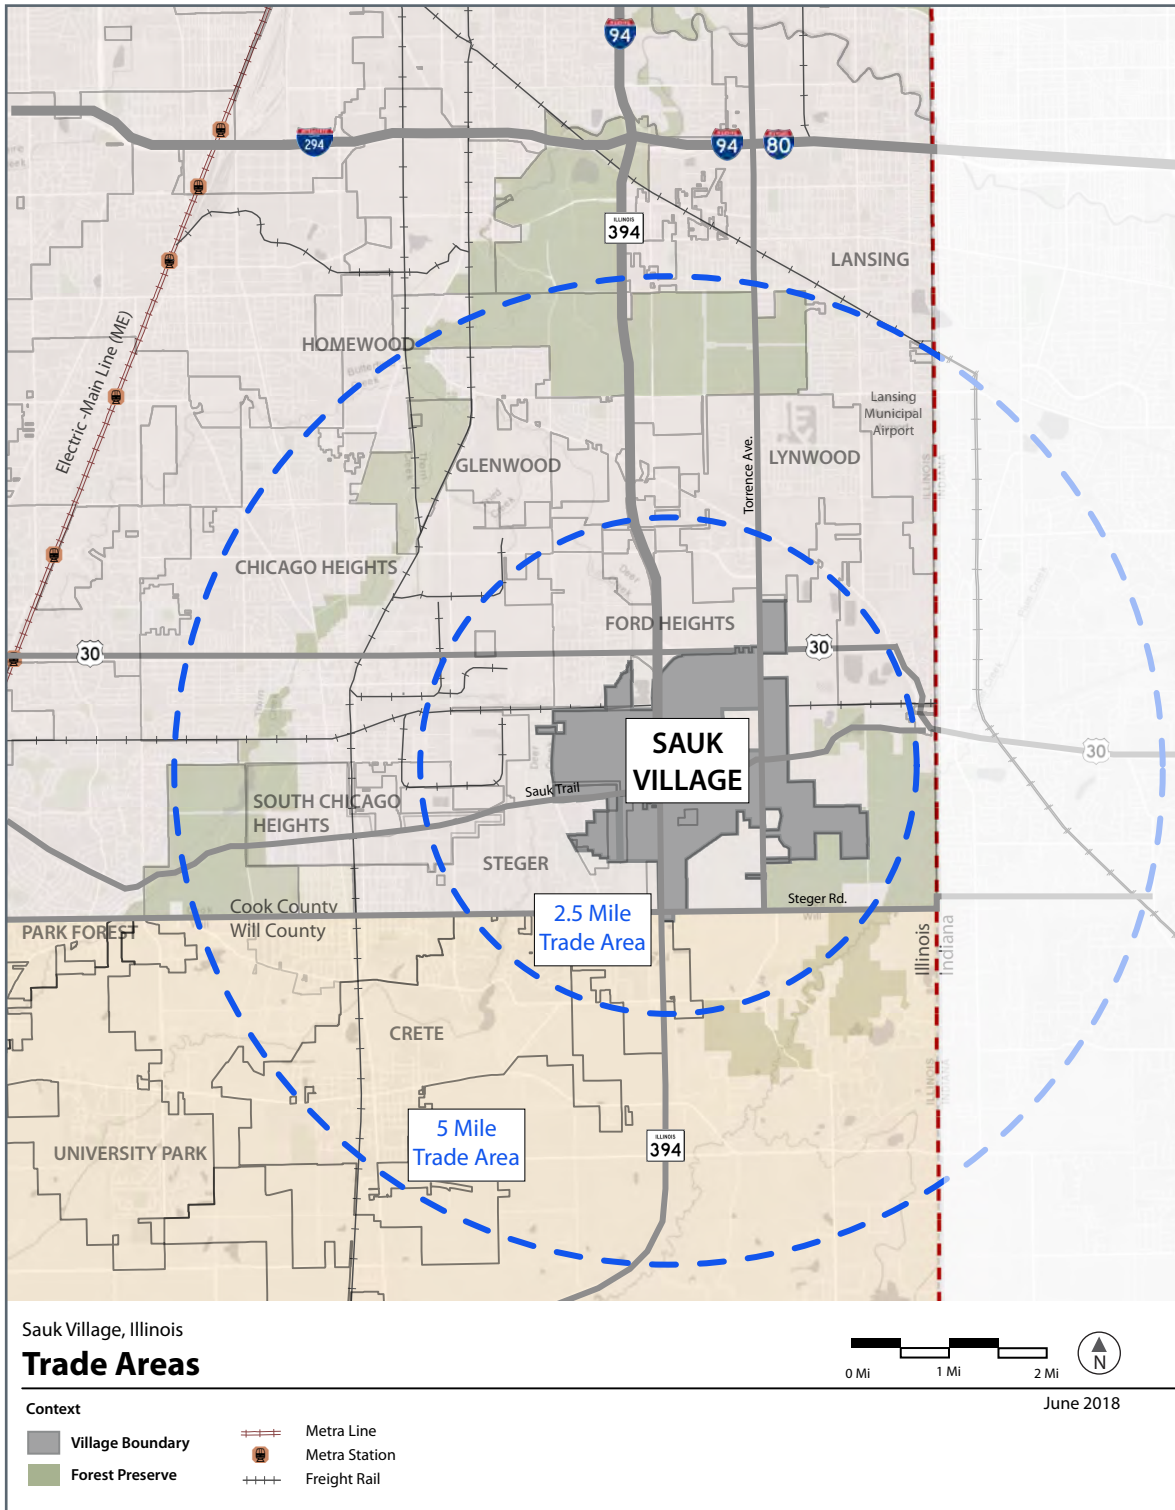 94
294
94
80
ILLINOIS
394
LANSING
HOMEWOOD
Electric -Main Line (ME)
Lansing
Municipal
Airport
Torrence Ave.
LYNWOOD
GLENWOOD
CHICAGO HEIGHTS
Deer
FORD HEIGHTS
30
30
SAUK
VILLAGE
30
Sauk Trail
SOUTH CHICAGO
HEIGHTS
STEGER
Steger Rd.
Cook County
Will County
PARK FOREST
2.5 Mile
Trade Area
Illinois
Indiana
CRETE
5 Mile
Trade Area
ILLINOIS
394
UNIVERSITY PARK
Sauk Village, Illinois
Trade Areas
0 Mi
1 Mi
2 Mi
N
June 2018
Context
Village Boundary
Forest Preserve
Metra Line
Metra Station
Freight Rail